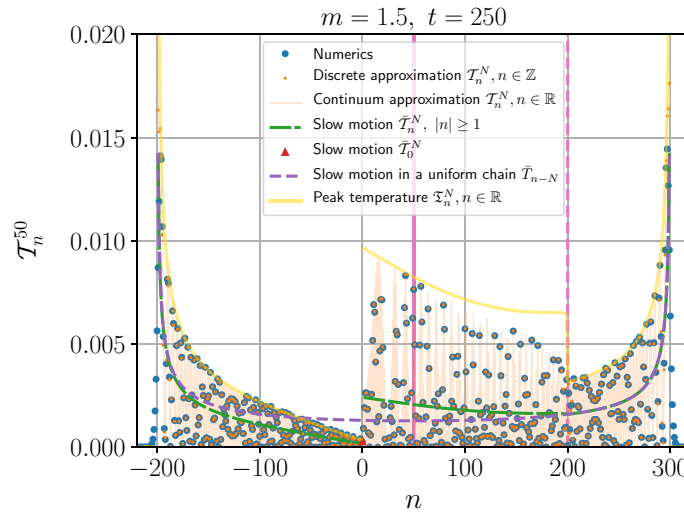 m = 1.5, t = 250
Numerics
Discrete approximation 𝒯_n^N, n ∈ ℤ
Continuum approximation 𝒯_n^N, n ∈ ℝ
Slow motion 𝒯̄_n^N, |n| ≥ 1
Slow motion 𝒯̄_0^N
Slow motion in a uniform chain T̄_{n−N}
Peak temperature 𝔗_n^N, n ∈ ℝ
𝒯_n^50
0.020
0.015
0.010
0.005
0.000
−200 −100 0 100 200 300
n